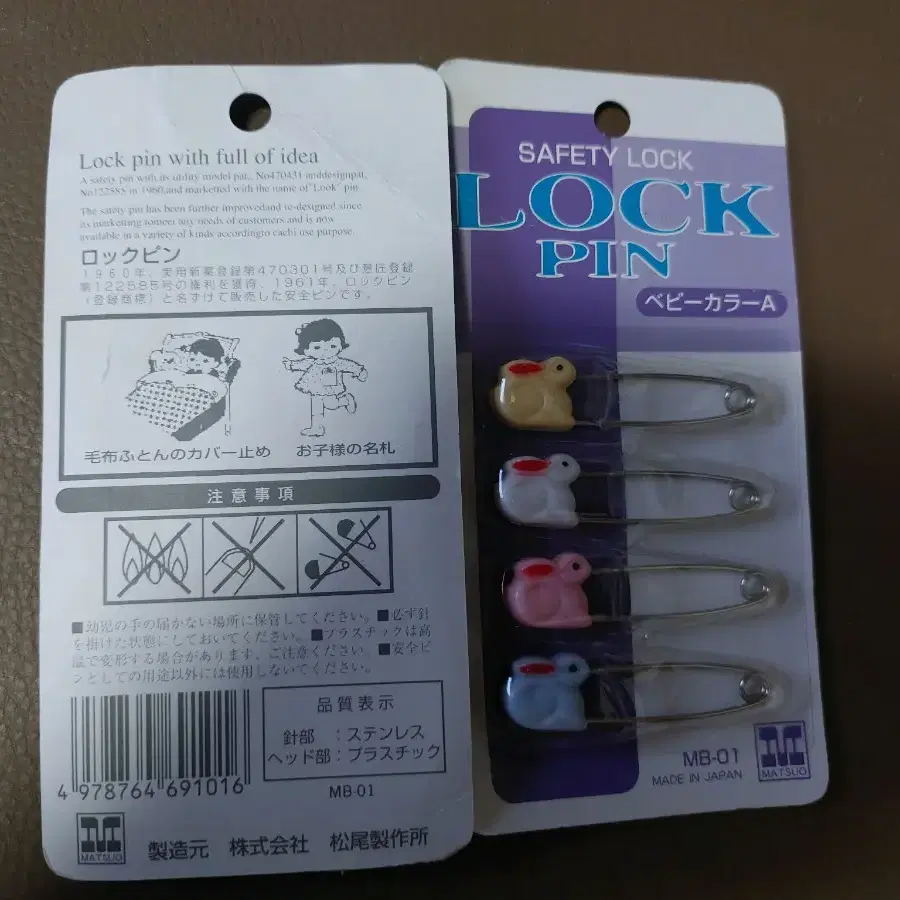 Lock pin with full of idea
A safety pin with its utility model pat., No470431 anddesignpat,
No122585 in 1960,and marketted with the name of "Look" pin.
The safety pin has been further improvedand re-designed since
its marketting tomeet any needs of customers and is now
available in a variety of kinds accordingto cachi use purpose.
ロックピン
1960年、実用新案登録第470301号及び意匠登録
第122585号の権利を獲得、1961年、ロックピン
(登録商標)と名ずけて販売した安全ピンです。
毛布ふとんのカバー止め お子様の名札
注意事項
■幼児の手の届かない場所に保管してください。■必ず針
を掛けた状態にしておいてください。■プラスチックは高
温で変形する場合があります、ご注意ください。■安全ピ
ンとしての用途以外には使用しないでください。
品質表示
針部 :ステンレス
ヘッド部:プラスチック
4 978764 691016
MB-01
MATSUO
製造元 株式会社 松尾製作所
SAFETY LOCK
LOCK
PIN
ベビーカラーA
MB-01
MADE IN JAPAN
MATSUO